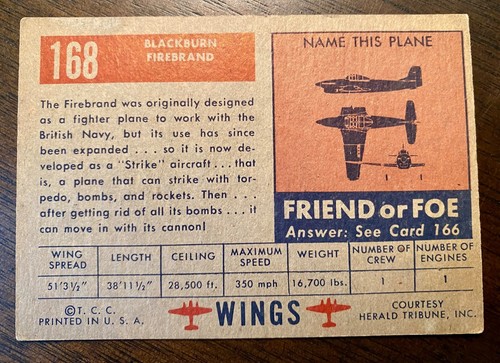 168
BLACKBURN
FIREBRAND
The Firebrand was originally designed
as a fighter plane to work with the
British Navy, but its use has since
been expanded . . . so it is now de-
veloped as a "Strike" aircraft . . . that
is, a plane that can strike with tor-
pedo, bombs, and rockets. Then . . .
after getting rid of all its bombs . . . it
can move in with its cannon!
NAME THIS PLANE
FRIEND or FOE
Answer: See Card 166
WING SPREAD LENGTH CEILING MAXIMUM SPEED WEIGHT NUMBER OF CREW NUMBER OF ENGINES
51'3½" 38'11½" 28,500 ft. 350 mph 16,700 lbs. 1 1
©T. C. C.
PRINTED IN U. S. A.
WINGS
COURTESY
HERALD TRIBUNE, INC.